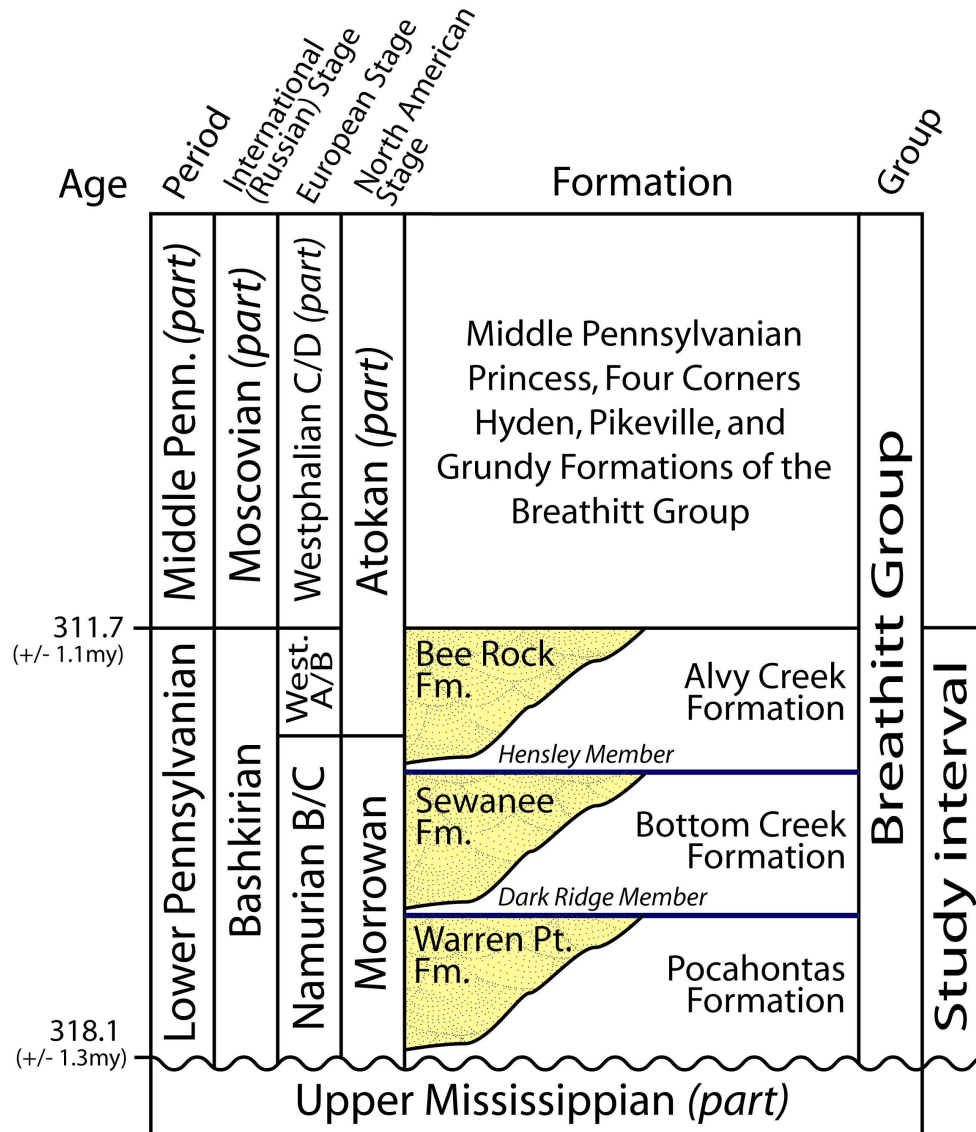 Age
Period
International
(Russian) Stage
European Stage
North American
Stage
Formation
Group
Middle Penn. (part)
Moscovian (part)
Westphalian C/D (part)
Atokan (part)
Middle Pennsylvanian
Princess, Four Corners
Hyden, Pikeville, and
Grundy Formations of the
Breathitt Group
Breathitt Group
311.7
(+/- 1.1my)
Lower Pennsylvanian
Bashkirian
West.
A/B
Namurian B/C
Morrowan
Bee Rock
Fm.
Alvy Creek
Formation
Hensley Member
Sewanee
Fm.
Bottom Creek
Formation
Dark Ridge Member
Warren Pt.
Fm.
Pocahontas
Formation
Study interval
318.1
(+/- 1.3my)
Upper Mississippian (part)